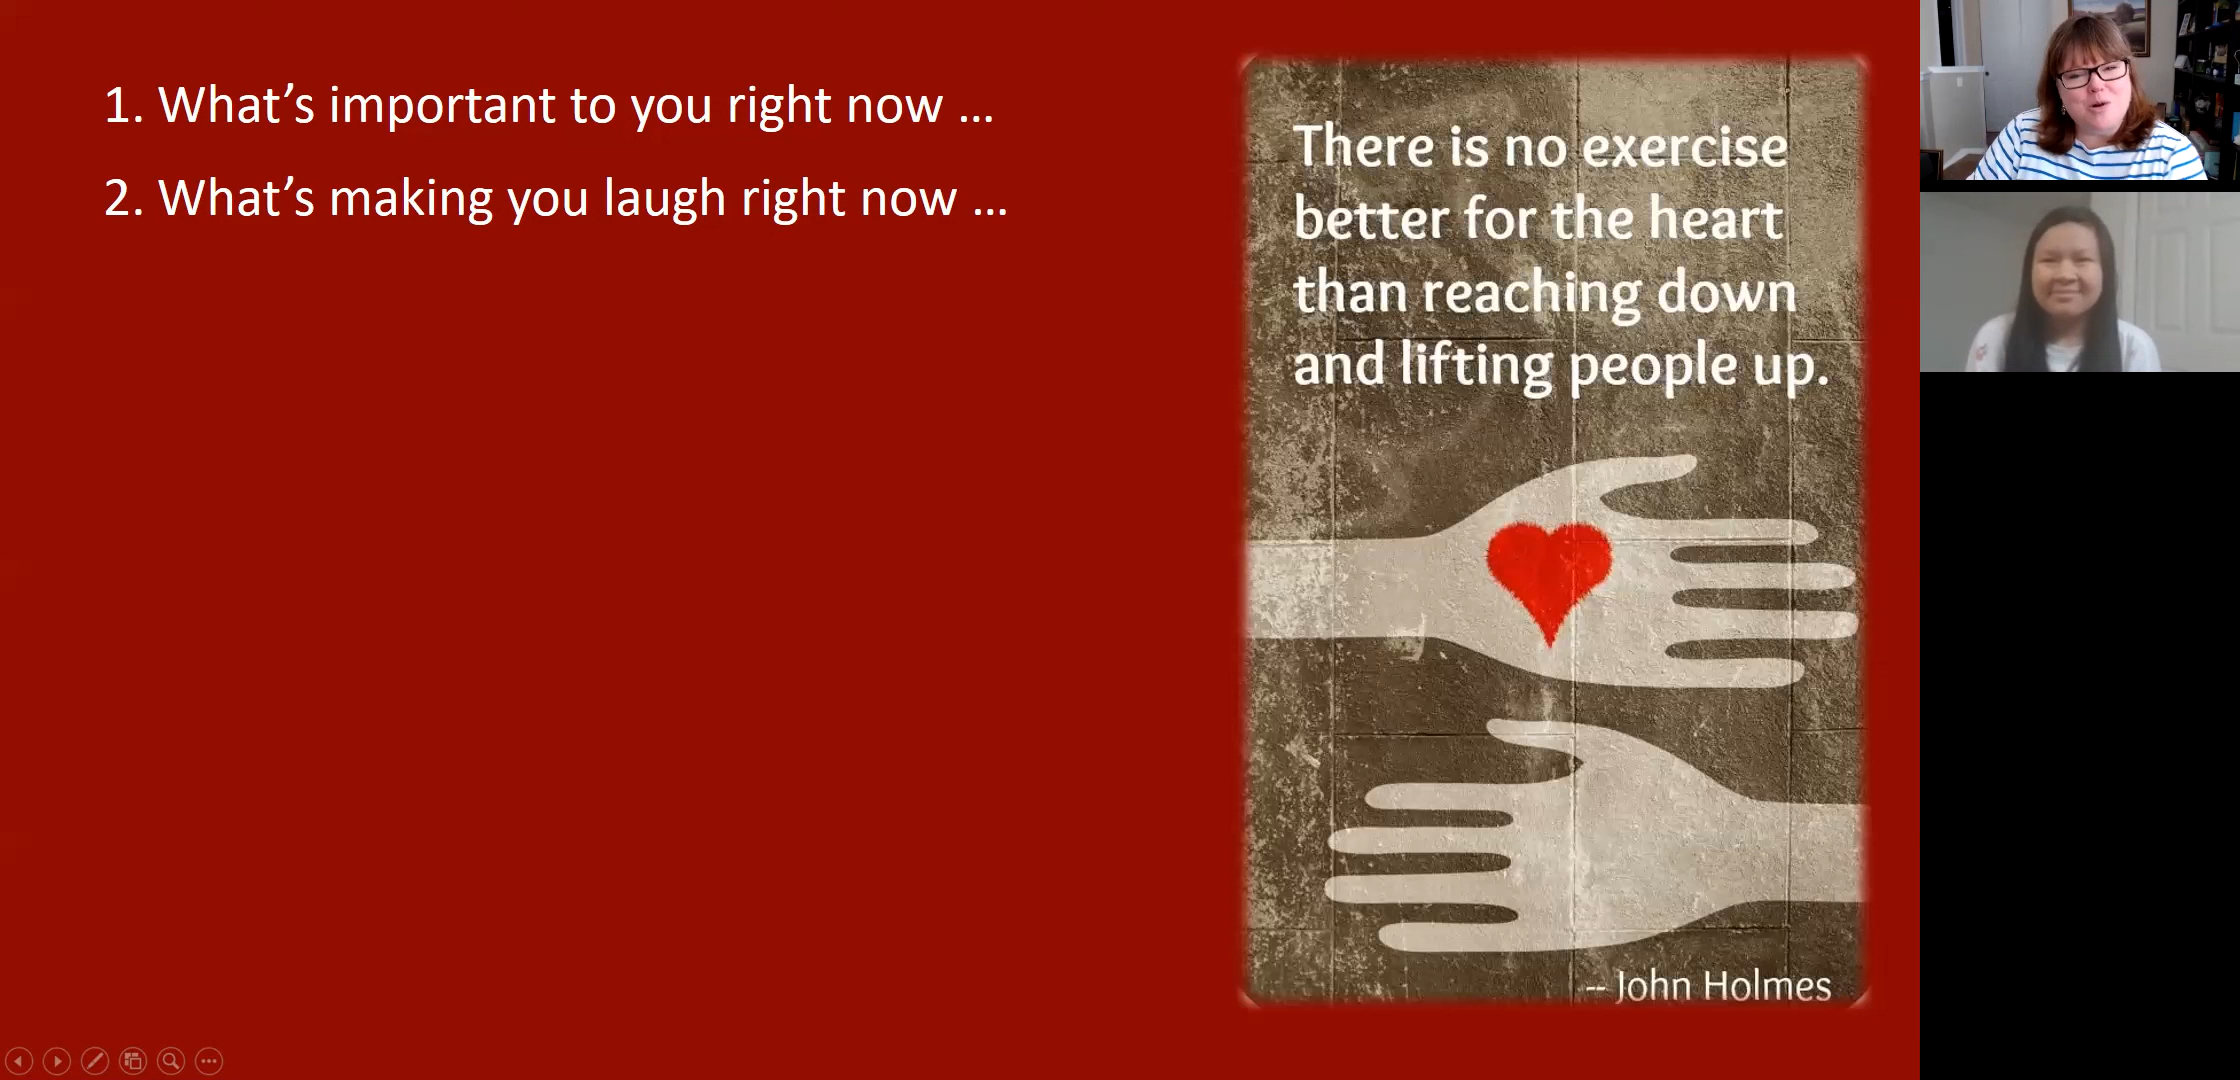 1. What’s important to you right now …
2. What’s making you laugh right now …
There is no exercise
better for the heart
than reaching down
and lifting people up.
-- John Holmes